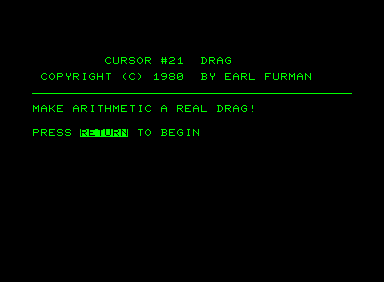 CURSOR #21  DRAG
COPYRIGHT (C) 1980  BY EARL FURMAN
MAKE ARITHMETIC A REAL DRAG!
PRESS RETURN TO BEGIN